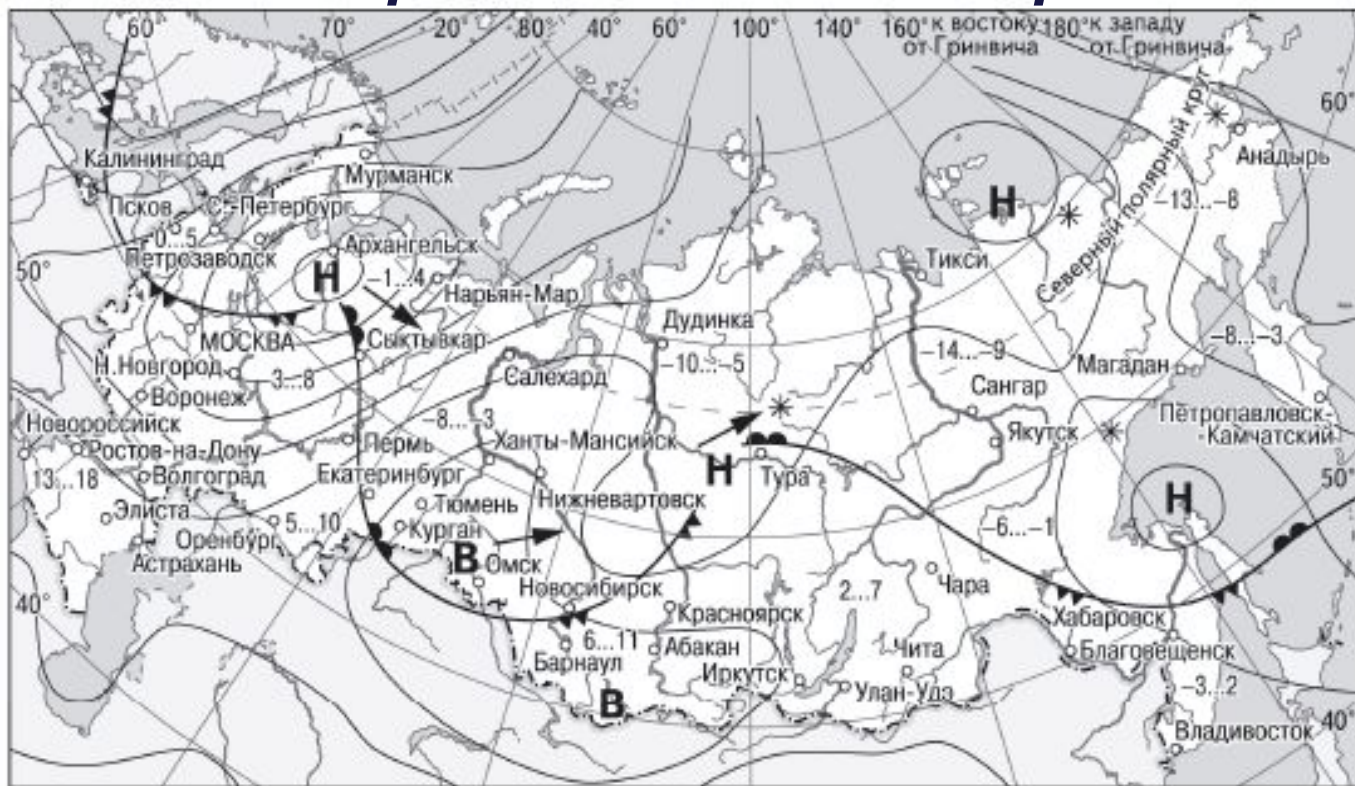 60° 70° 20° 40° 60° 80° 100° 120° 140° 160° к востоку 180° к западу
от Гринвича от Гринвича
60°
Северный полярный круг
Анадырь
Калининград
Мурманск
Псков С.-Петербург
0...5
Петрозаводск
Архангельск
Н
−1...4
Нарьян-Мар
50°
МОСКВА
Сыктывкар
Н.Новгород
3...8
Воронеж
Салехард
Дудинка
−10...−5
Тикси
Н
−13...−8
−14...−9
−8...−3
Магадан
Сангар
Петропавловск-
-Камчатский
Якутск
Новороссийск
Ростов-на-Дону
13...18
Волгоград
Пермь
−8...−3
Ханты-Мансийск
Екатеринбург
Н
Тура
Н
50°
Элиста
5...10
Оренбург
Астрахань
Тюмень
Курган
Нижневартовск
В
Омск
−6...−1
40°
Новосибирск
Красноярск
2...7
Чара
Хабаровск
6...11
Барнаул
Абакан
Иркутск
Чита
Улан-Удэ
Благовещенск
−3...2
В
Владивосток
40°